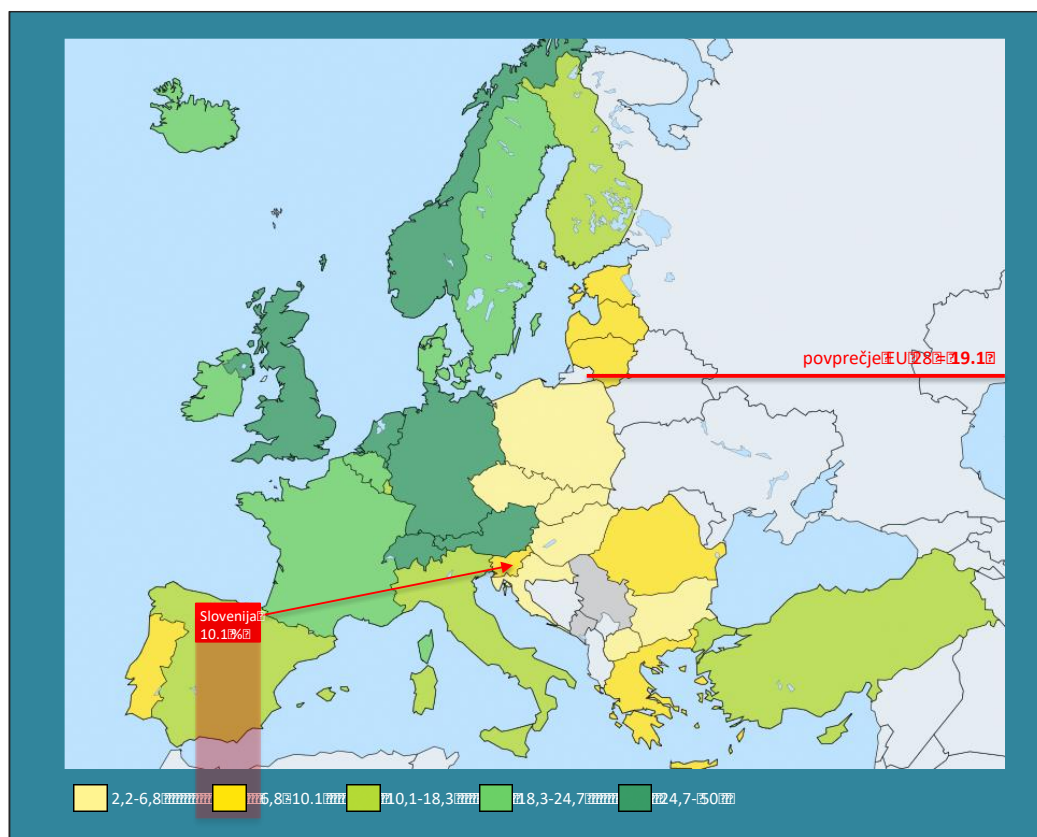 povprečje EU 28 = 19.1
Slovenija
10.1 %
2,2-6,8 6,8 -10.1 10,1-18,3 18,3-24,7 24,7- 50